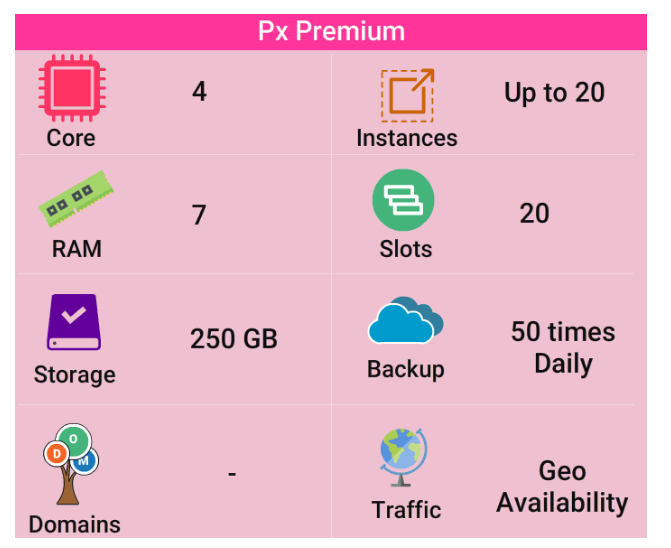 Px Premium
Core
4
Instances
Up to 20
RAM
7
Slots
20
Storage
250 GB
Backup
50 times
Daily
D
O
M
Domains
-
Traffic
Geo
Availability